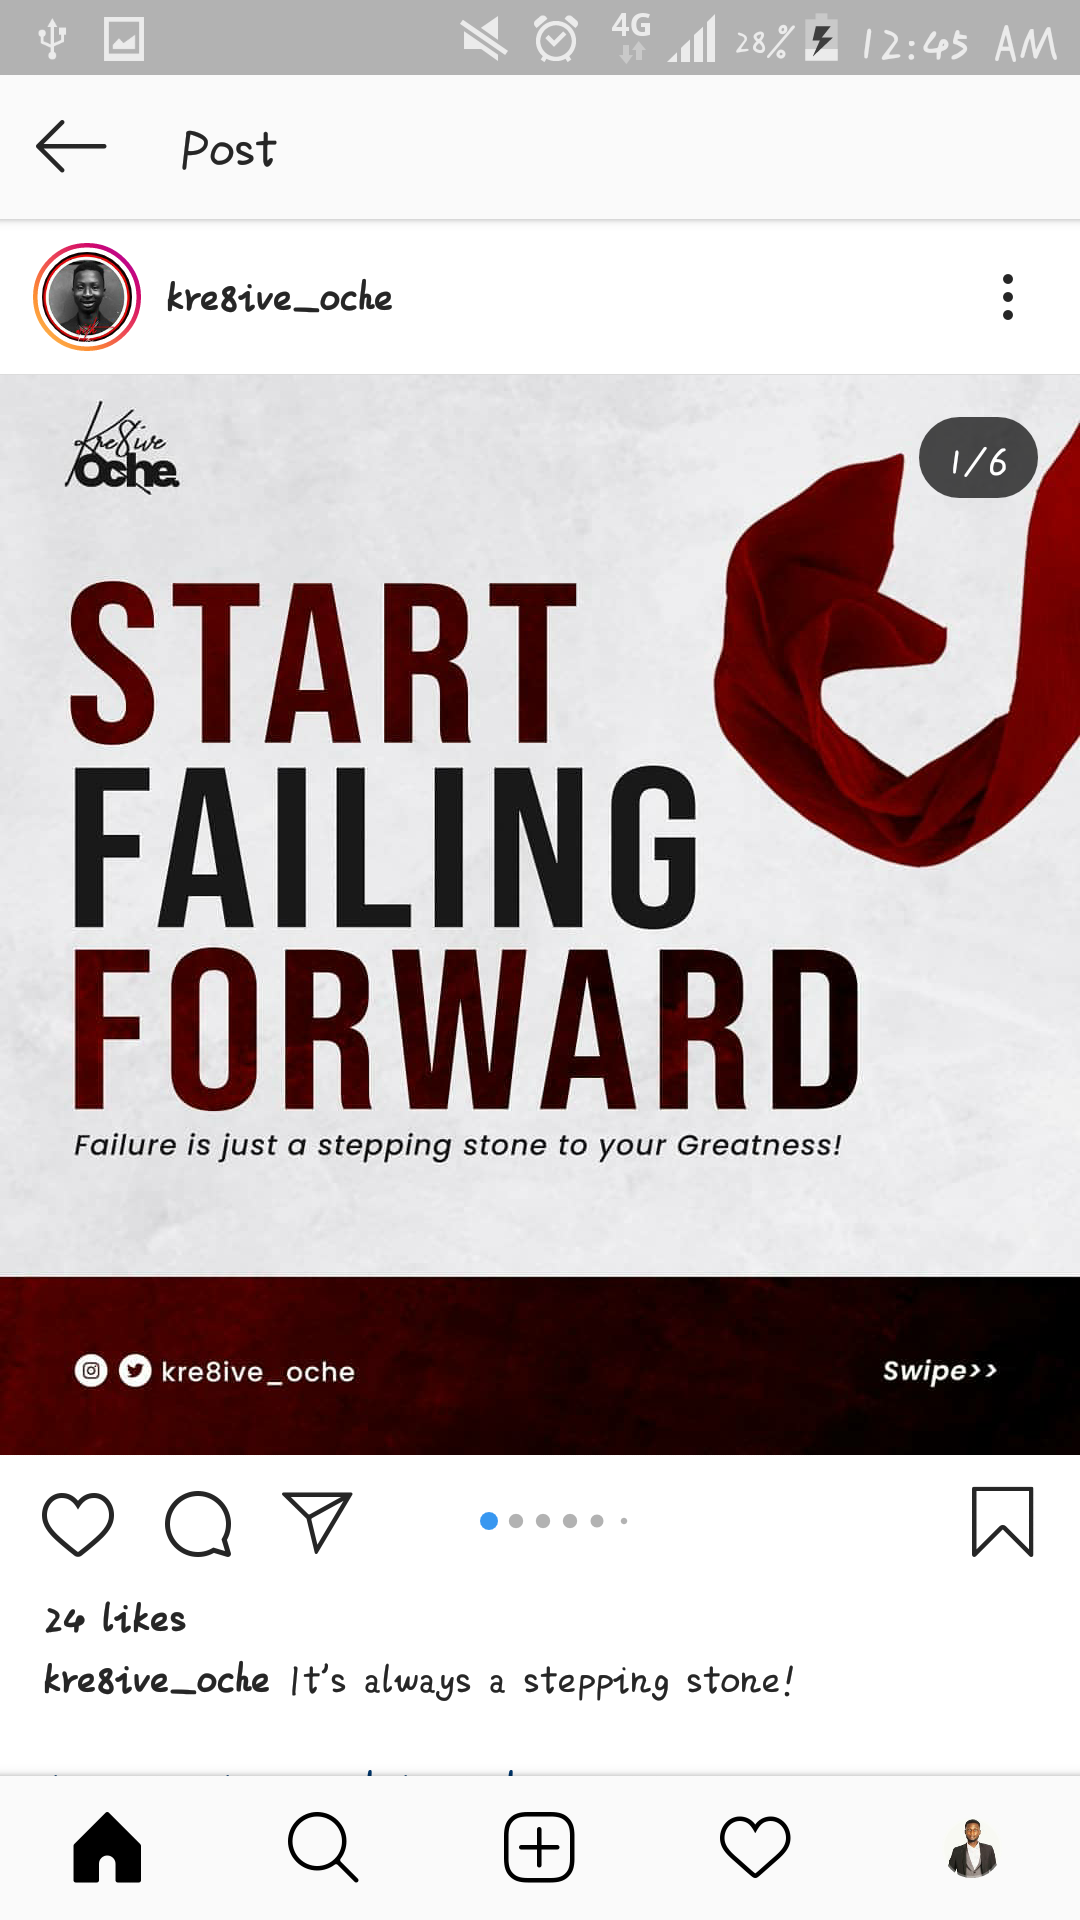 4G 28% 12:45 AM
Post
kre8ive_oche
Kre8ive
Oche.
1/6
START
FAILING
FORWARD
Failure is just a stepping stone to your Greatness!
kre8ive_oche
Swipe>>
24 likes
kre8ive_oche It's always a stepping stone!